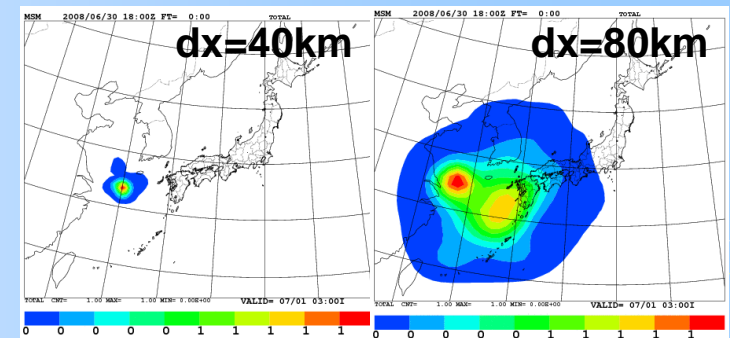 MSM 2008/06/30 18:00Z FT= 0:00 TOTAL
dx=40km
TOTAL CNT= 1.00 MAX= 1.00 MIN= 0.00E+00 VALID= 07/01 03:00I
0 0 0 0 0 1 1 1 1 1
MSM 2008/06/30 18:00Z FT= 0:00 TOTAL
dx=80km
TOTAL CNT= 1.00 MAX= 1.00 MIN= 0.00E+00 VALID= 07/01 03:00I
0 0 0 0 0 1 1 1 1 1